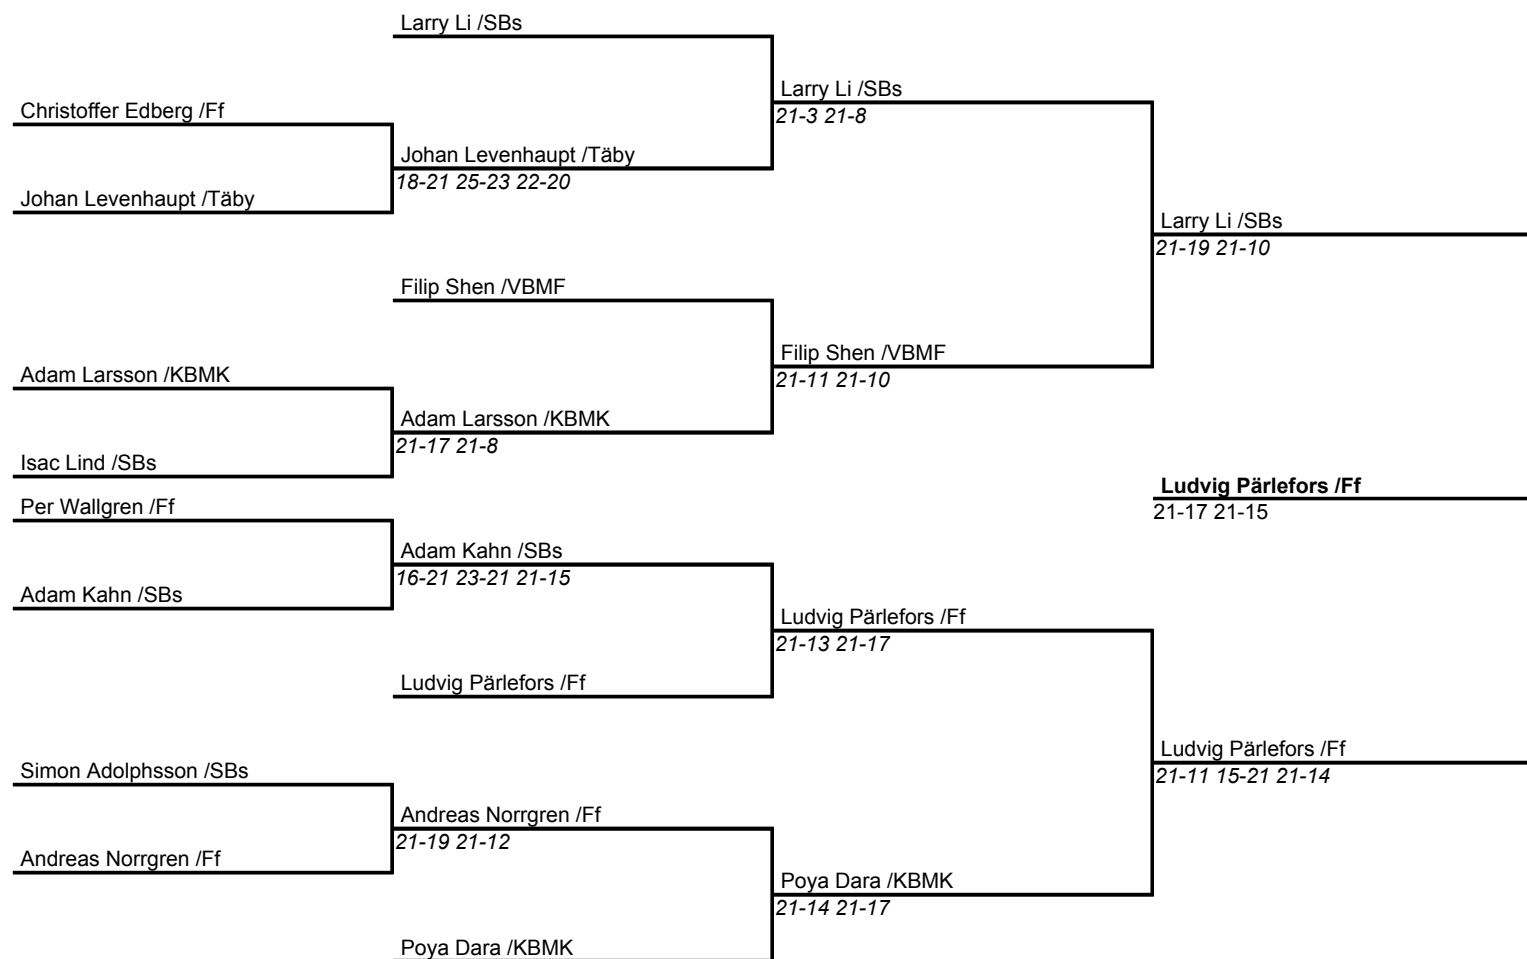 Larry Li /SBs
Larry Li /SBs
21-3 21-8
Christoffer Edberg /Ff
Johan Levenhaupt /Täby
18-21 25-23 22-20
Johan Levenhaupt /Täby
Larry Li /SBs
21-19 21-10
Filip Shen /VBMF
Filip Shen /VBMF
21-11 21-10
Adam Larsson /KBMK
Adam Larsson /KBMK
21-17 21-8
Isac Lind /SBs
Ludvig Pärlefors /Ff
21-17 21-15
Per Wallgren /Ff
Adam Kahn /SBs
16-21 23-21 21-15
Adam Kahn /SBs
Ludvig Pärlefors /Ff
21-13 21-17
Ludvig Pärlefors /Ff
Ludvig Pärlefors /Ff
21-11 15-21 21-14
Simon Adolphsson /SBs
Andreas Norrgren /Ff
21-19 21-12
Andreas Norrgren /Ff
Poya Dara /KBMK
21-14 21-17
Poya Dara /KBMK